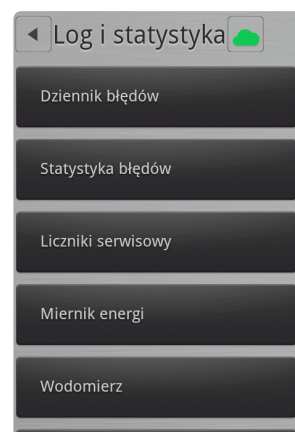 Log i statystyka
Dziennik błędów
Statystyka błędów
Liczniki serwisowy
Miernik energi
Wodomierz